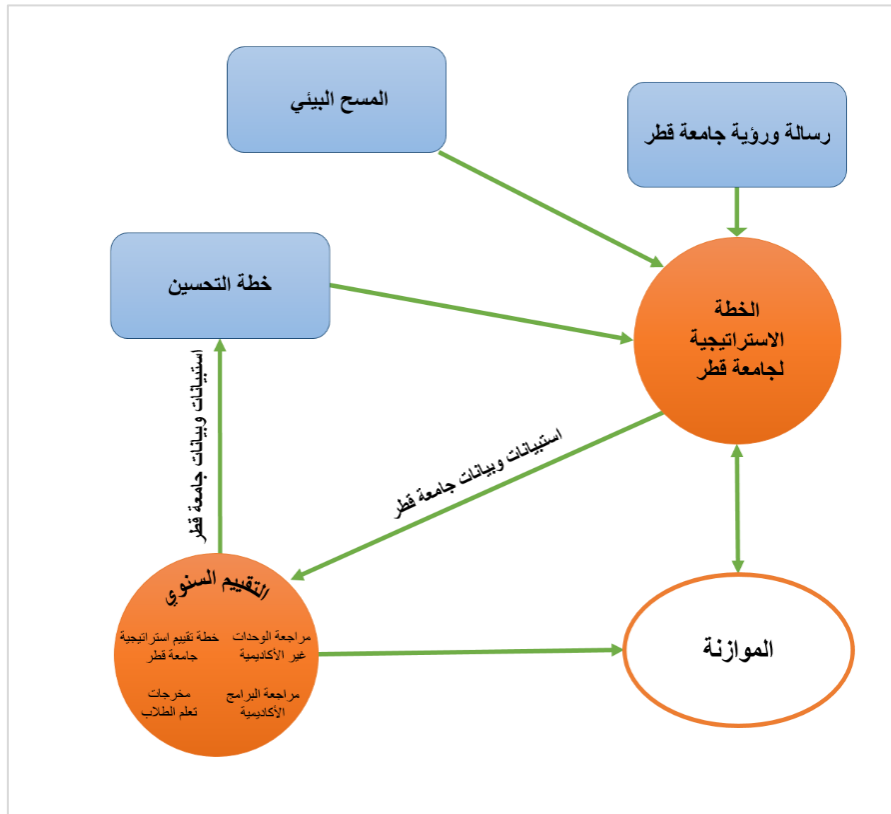 المسح البيئي
رسالة ورؤية جامعة قطر
خطة التحسين
الخطة
الاستراتيجية
لجامعة قطر
استبيانات وبيانات جامعة قطر
استبيانات وبيانات جامعة قطر
التقييم السنوي
مراجعة الوحدات
غير الأكاديمية
خطة تقييم استراتيجية
جامعة قطر
مراجعة البرامج
الأكاديمية
مخرجات
تعلم الطلاب
الموازنة